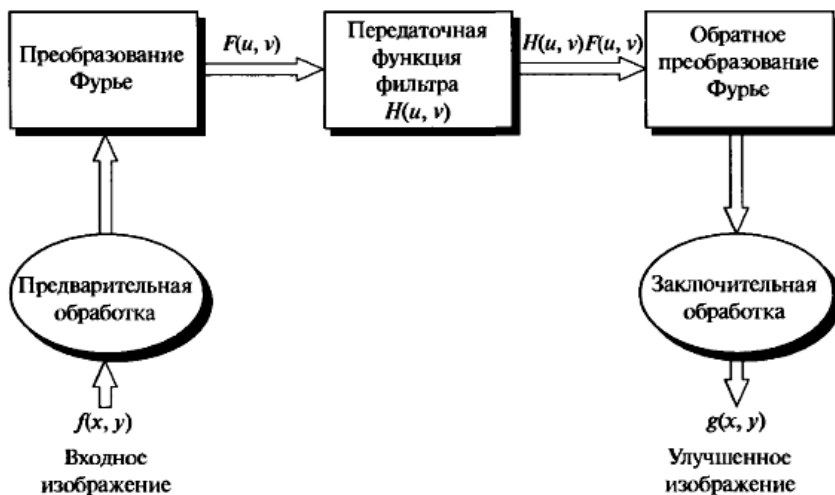 Преобразование
Фурье
F(u, v)
Передаточная
функция
фильтра
H(u, v)
H(u, v)F(u, v)
Обратное
преобразование
Фурье
Предварительная
обработка
Заключительная
обработка
f(x, y)
Входное
изображение
g(x, y)
Улучшенное
изображение